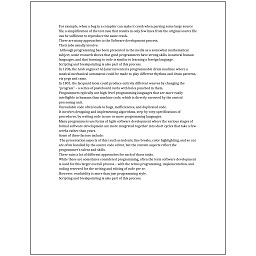 For example, when a bug in a compiler can make it crash when parsing some large source
file, a simplification of the test case that results in only few lines from the original source file
can be sufficient to reproduce the same crash.
There are many approaches to the Software development process.
Their jobs usually involve:
Although programming has been presented in the media as a somewhat mathematical
subject, some research shows that good programmers have strong skills in natural human
languages, and that learning to code is similar to learning a foreign language.
Scripting and breakpointing is also part of this process.
In 1206, the Arab engineer Al-Jazari invented a programmable drum machine where a
musical mechanical automaton could be made to play different rhythms and drum patterns,
via pegs and cams.
In 1801, the Jacquard loom could produce entirely different weaves by changing the
"program" – a series of pasteboard cards with holes punched in them.
Programmers typically use high-level programming languages that are more easily
intelligible to humans than machine code, which is directly executed by the central
processing unit.
Unreadable code often leads to bugs, inefficiencies, and duplicated code.
It involves designing and implementing algorithms, step-by-step specifications of
procedures, by writing code in one or more programming languages.
Many programmers use forms of Agile software development where the various stages of
formal software development are more integrated together into short cycles that take a few
weeks rather than years.
Some of these factors include:
The presentation aspects of this (such as indents, line breaks, color highlighting, and so on)
are often handled by the source code editor, but the content aspects reflect the
programmer's talent and skills.
There exist a lot of different approaches for each of those tasks.
While these are sometimes considered programming, often the term software development
is used for this larger overall process – with the terms programming, implementation, and
coding reserved for the writing and editing of code per se.
However, readability is more than just programming style.
Scripting and breakpointing is also part of this process.